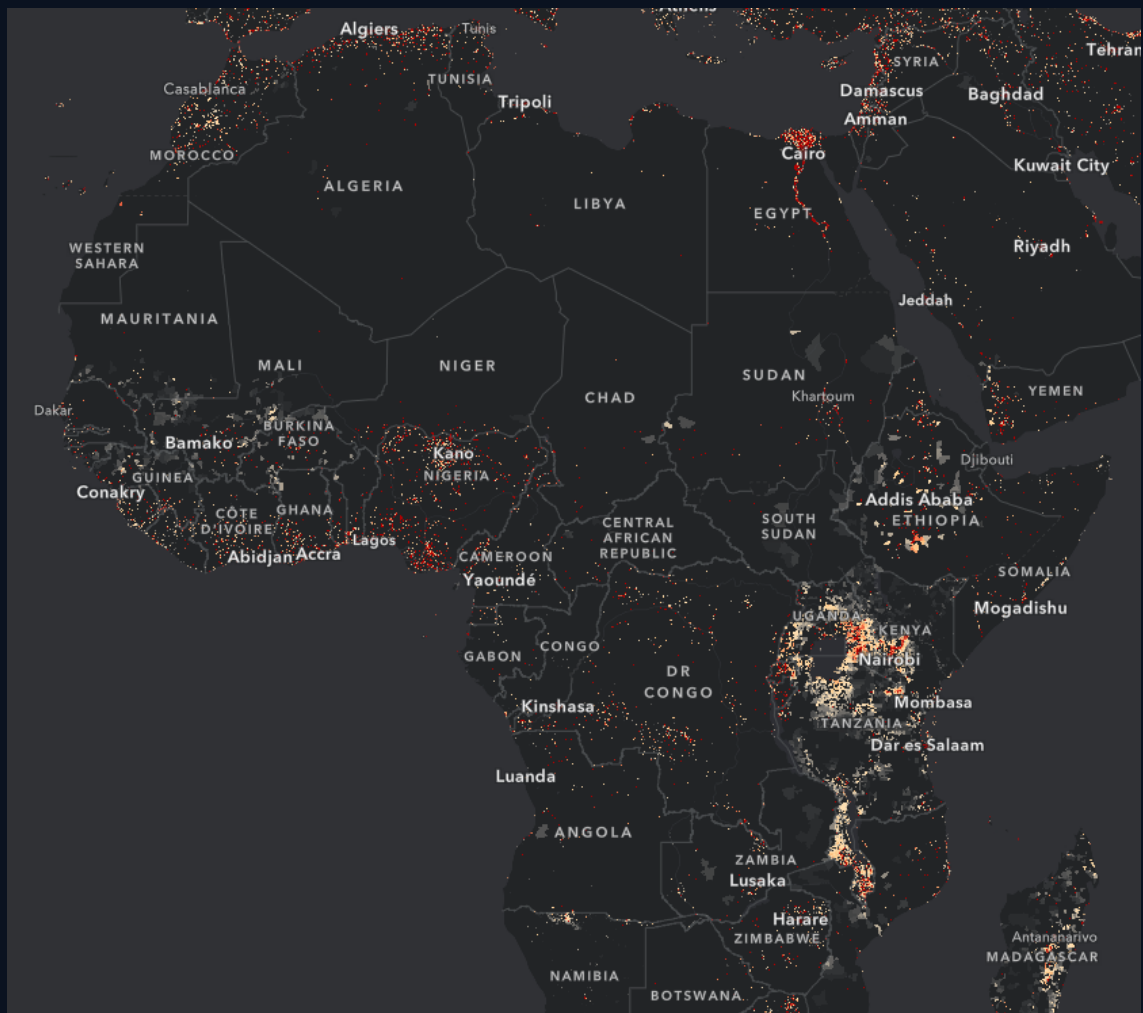 Athens
Algiers
Tunis
Tehran
SYRIA
TUNISIA
Casablanca
Damascus
Baghdad
Tripoli
Amman
Cairo
MOROCCO
Kuwait City
ALGERIA
LIBYA
EGYPT
WESTERN
SAHARA
Riyadh
Jeddah
MAURITANIA
MALI
NIGER
SUDAN
CHAD
YEMEN
Khartoum
Dakar
BURKINA
FASO
Bamako
Kano
Djibouti
GUINEA
NIGERIA
Conakry
Addis Ababa
GHANA
CÔTE
D'IVOIRE
ETHIOPIA
SOUTH
SUDAN
CENTRAL
AFRICAN
REPUBLIC
Lagos
Abidjan
Accra
CAMEROON
SOMALIA
Yaoundé
Mogadishu
UGANDA
KENYA
CONGO
GABON
Nairobi
DR
CONGO
Kinshasa
Mombasa
TANZANIA
Dar es Salaam
Luanda
ANGOLA
ZAMBIA
Lusaka
Harare
ZIMBABWE
Antananarivo
MADAGASCAR
NAMIBIA
BOTSWANA